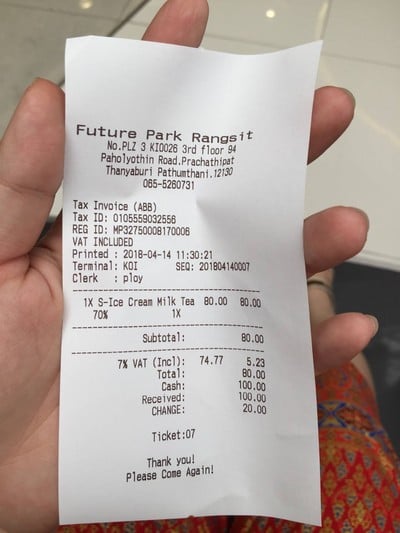 Future Park Rangsit
No.PLZ 3 KIO026 3rd floor 94
Paholyothin Road.Prachathipat
Thanyaburi Pathumthani,12130
065-5260731
Tax Invoice (ABB)
Tax ID: 0105559032556
REG ID: MP32750008170006
VAT INCLUDED
Printed : 2018-04-14 11:30:21
Terminal: KOI SEQ: 201804140007
Clerk : ploy
1X S-Ice Cream Milk Tea 80.00 80.00
70% 1X
Subtotal: 80.00
7% VAT (Incl): 74.77 5.23
Total: 80.00
Cash: 100.00
Received: 100.00
CHANGE: 20.00
Ticket:07
Thank you!
Please Come Again!